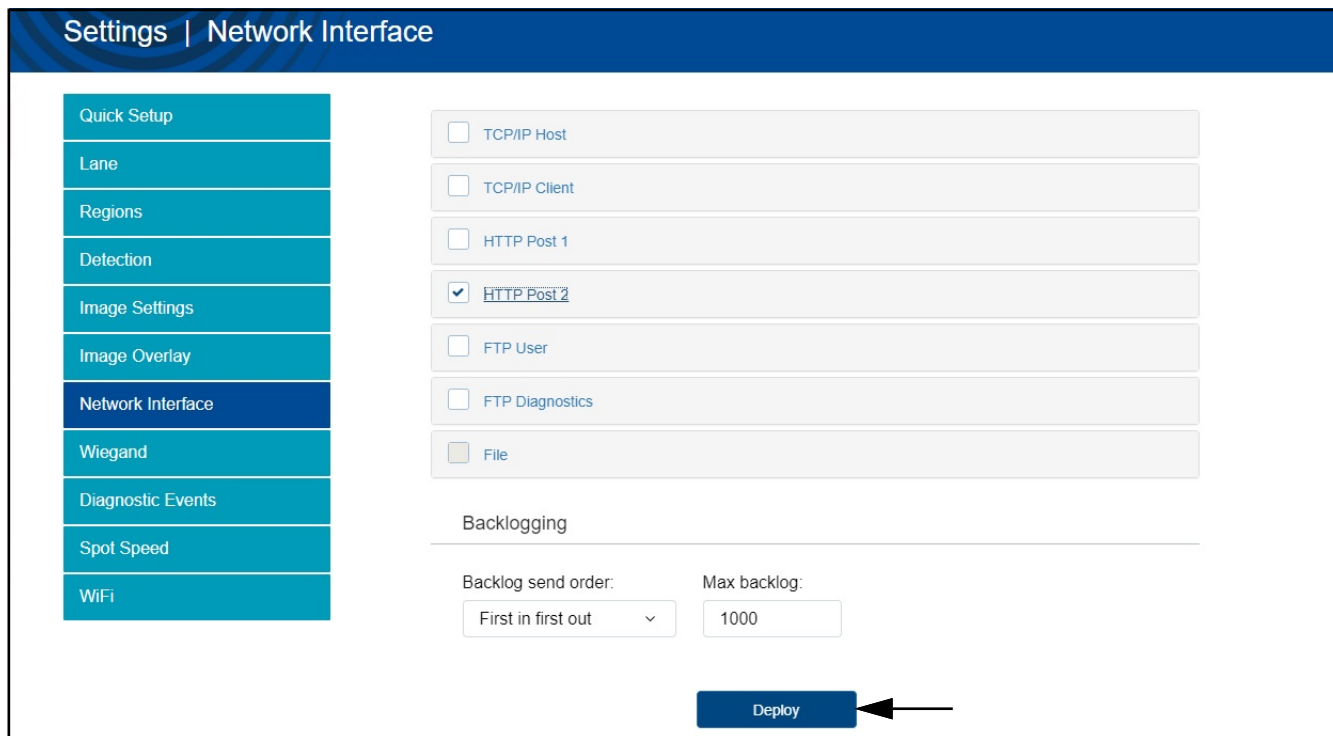 Settings | Network Interface
Quick Setup
Lane
Regions
Detection
Image Settings
Image Overlay
Network Interface
Wiegand
Diagnostic Events
Spot Speed
WiFi
TCP/IP Host
TCP/IP Client
HTTP Post 1
HTTP Post 2
FTP User
FTP Diagnostics
File
Backlogging
Backlog send order: Max backlog:
First in first out 1000
Deploy